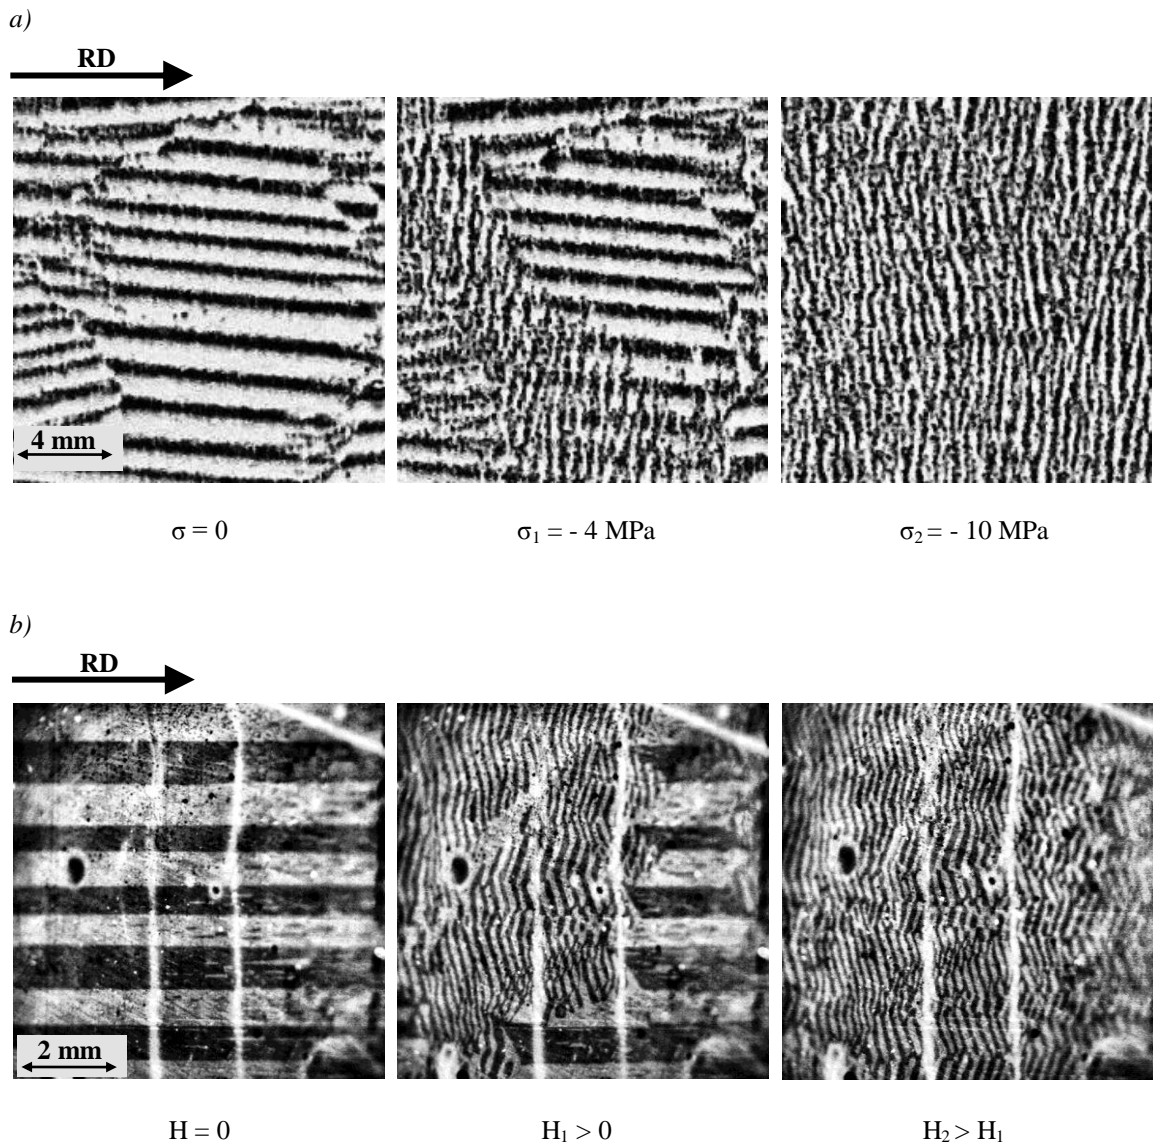 a)
RD
4 mm
σ = 0
σ₁ = - 4 MPa
σ₂ = - 10 MPa
b)
RD
2 mm
H = 0
H₁ > 0
H₂ > H₁